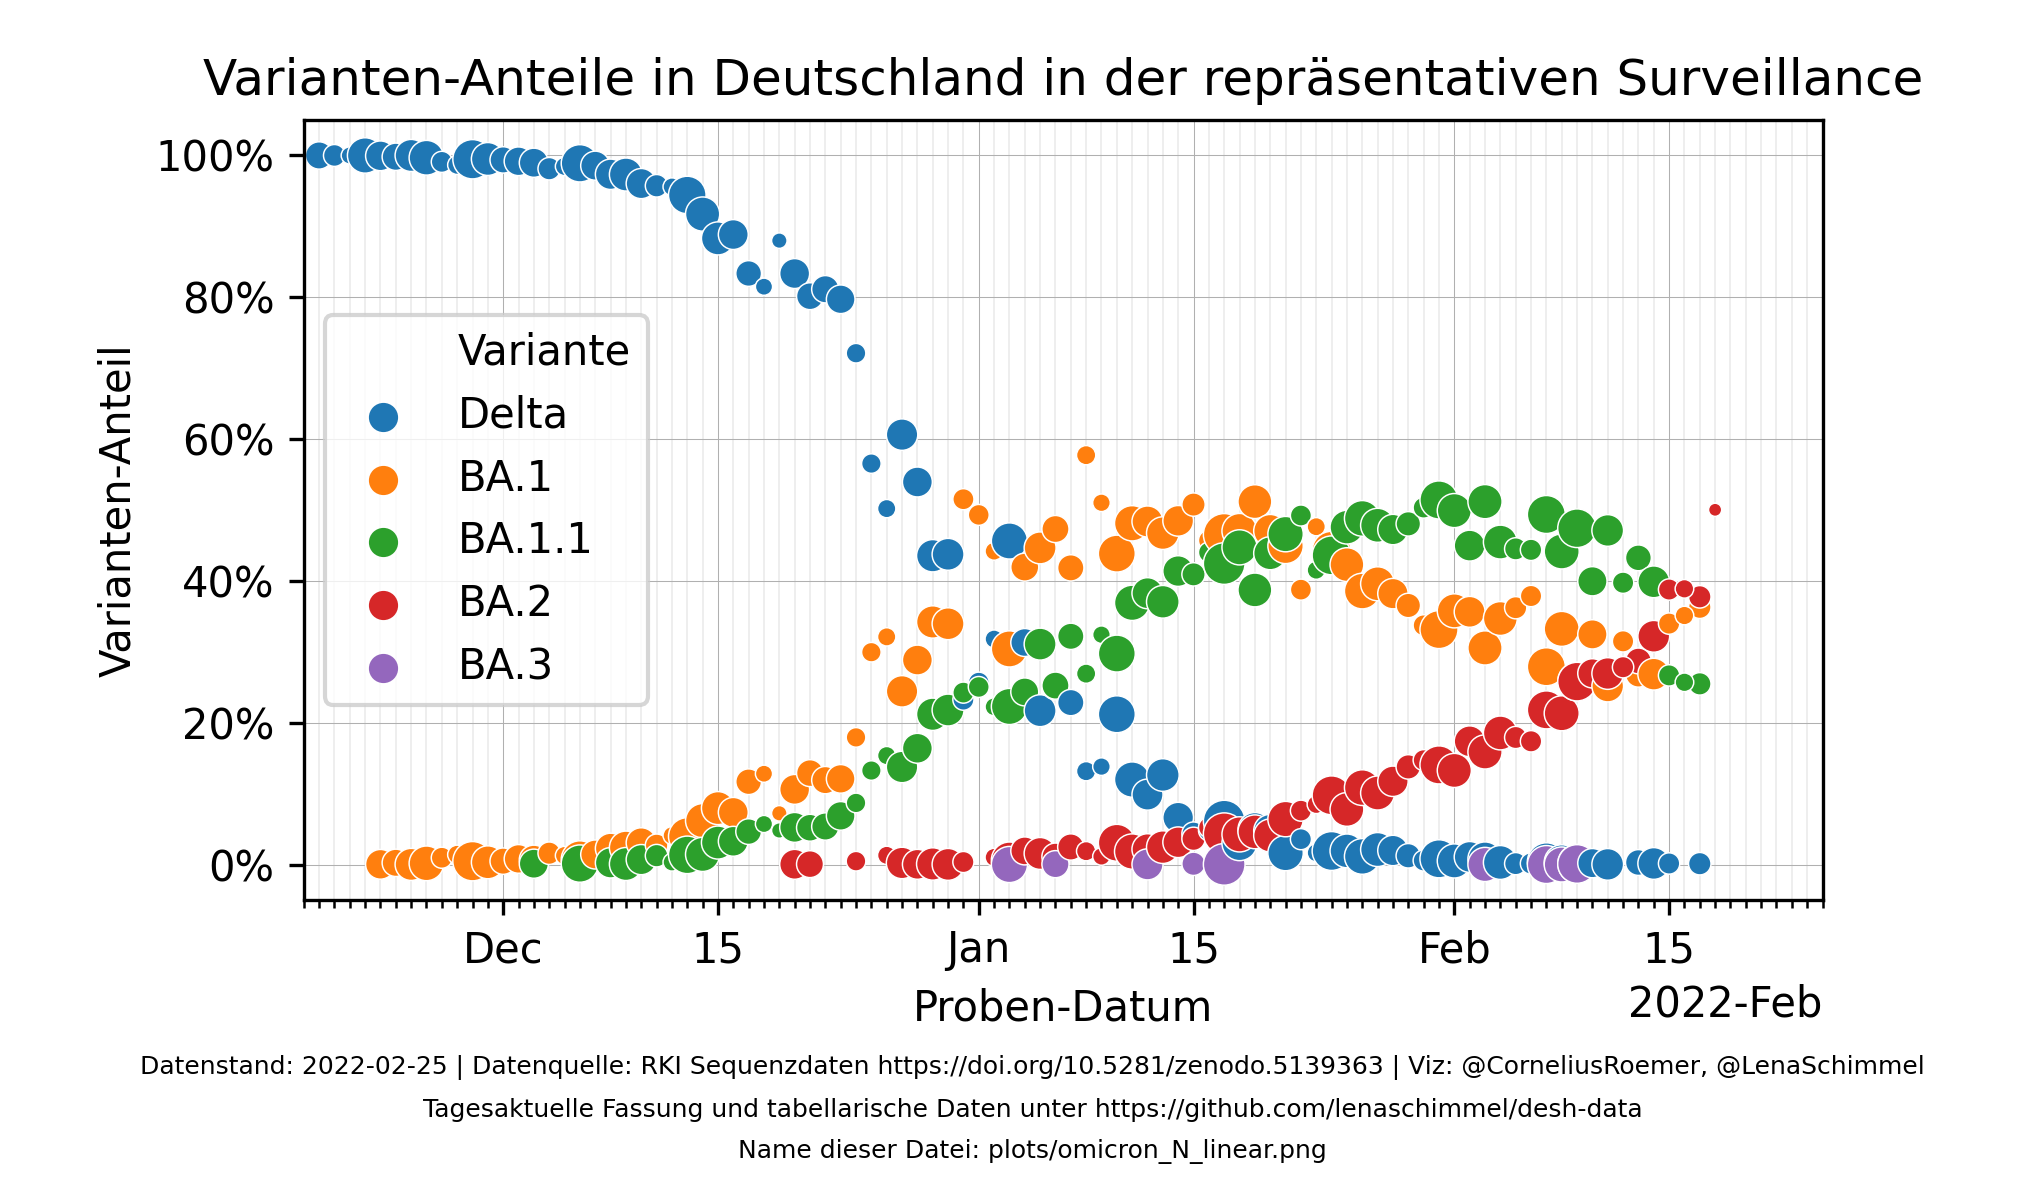 Varianten-Anteile in Deutschland in der repräsentativen Surveillance
100%
80%
60%
40%
20%
0%
Varianten-Anteil
Variante
Delta
BA.1
BA.1.1
BA.2
BA.3
Dec
15
Jan
15
Feb
15
Proben-Datum
2022-Feb
Datenstand: 2022-02-25 | Datenquelle: RKI Sequenzdaten https://doi.org/10.5281/zenodo.5139363 | Viz: @CorneliusRoemer, @LenaSchimmel
Tagesaktuelle Fassung und tabellarische Daten unter https://github.com/lenaschimmel/desh-data
Name dieser Datei: plots/omicron_N_linear.png